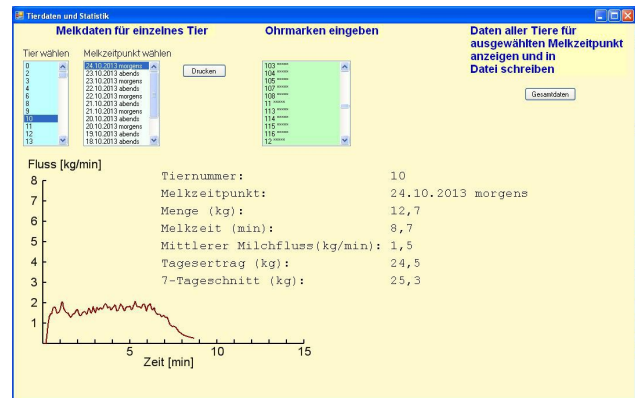 Tierdaten und Statistik
Melkdaten für einzelnes Tier
Ohrmarken eingeben
Daten aller Tiere für
ausgewählten Melkzeitpunkt
anzeigen und in
Datei schreiben
Tier wählen
Melkzeitpunkt wählen
0
2
3
4
6
8
9
10
11
12
13
24.10.2013 morgens
23.10.2013 abends
23.10.2013 morgens
22.10.2013 abends
22.10.2013 morgens
21.10.2013 abends
21.10.2013 morgens
20.10.2013 abends
20.10.2013 morgens
19.10.2013 abends
18.10.2013 abends
Drucken
103 *****
104 *****
105 *****
106 *****
107 *****
108 *****
11 *****
113 *****
114 *****
115 *****
116 *****
12 *****
Gesamtdaten
Fluss [kg/min]
8
7
6
5
4
3
2
1
5
10
15
Zeit [min]
Tiernummer: 10
Melkzeitpunkt: 24.10.2013 morgens
Menge (kg): 12,7
Melkzeit (min): 8,7
Mittlerer Milchfluss(kg/min): 1,5
Tagesertrag (kg): 24,5
7-Tageschnitt (kg): 25,3